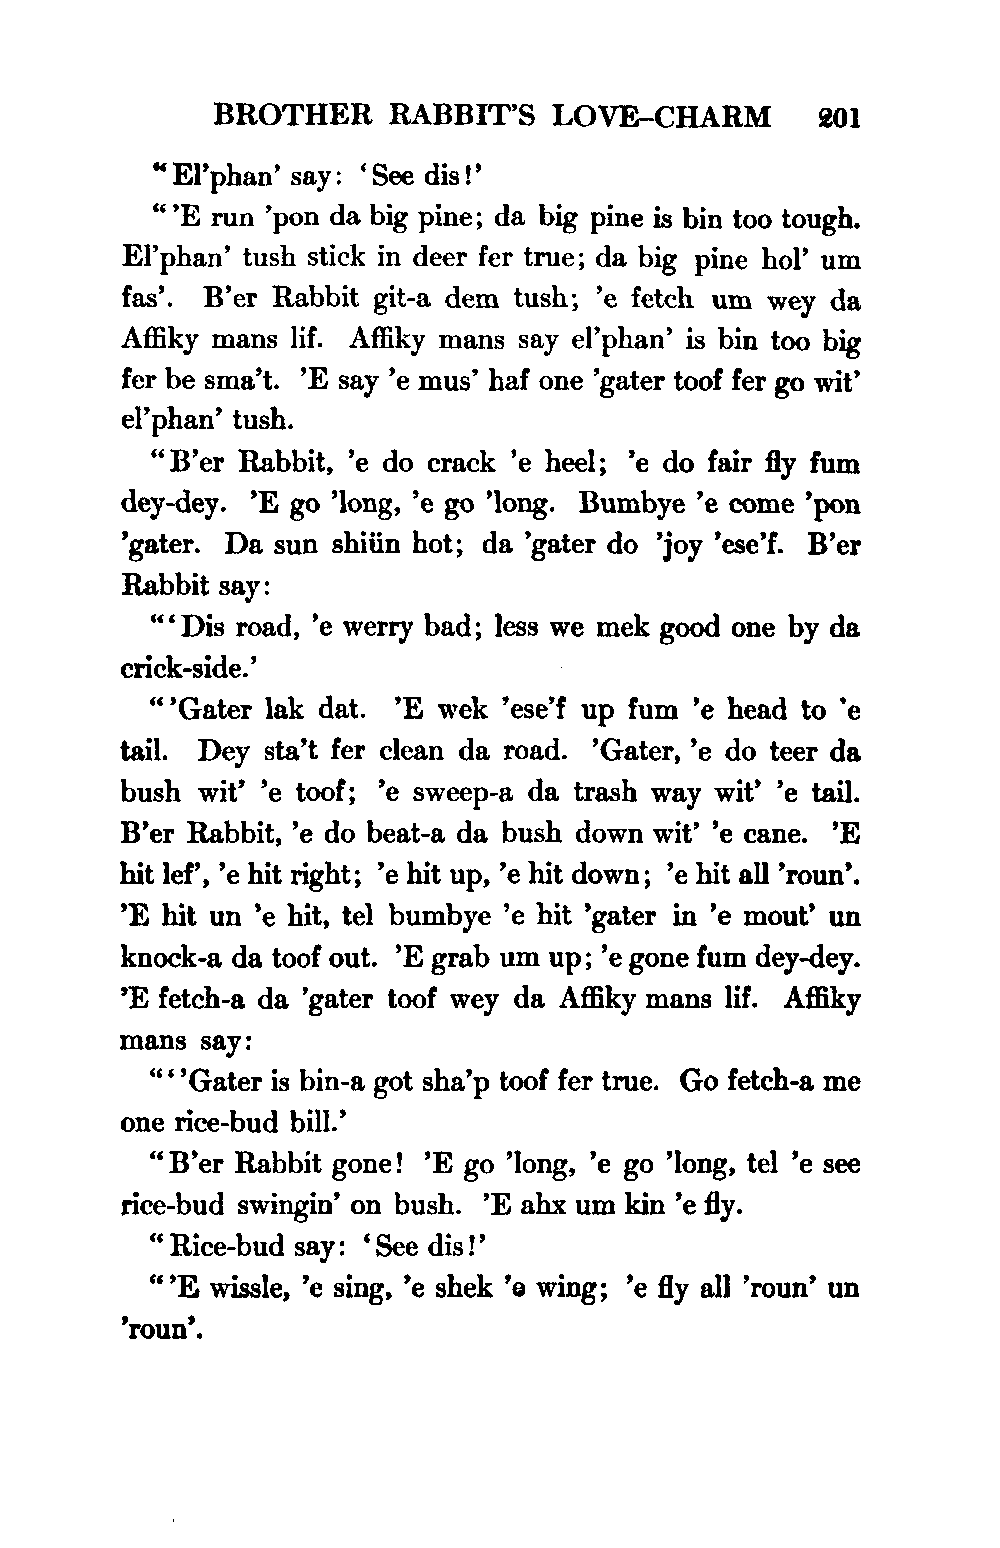 BROTHER RABBIT'S LOVE-CHARM 201
"El'phan' say: 'See dis!'
"'E run 'pon da big pine; da big pine is bin too tough.
El'phan' tush stick in deer fer true; da big pine hol' um
fas'. B'er Rabbit git-a dem tush; 'e fetch um wey da
Affiky mans lif. Affiky mans say el'phan' is bin too big
fer be sma't. 'E say 'e mus' haf one 'gater toof fer go wit'
el'phan' tush.
"B'er Rabbit, 'e do crack 'e heel; 'e do fair fly fum
dey-dey. 'E go 'long, 'e go 'long. Bumbye 'e come 'pon
'gater. Da sun shiün hot; da 'gater do 'joy 'ese'f. B'er
Rabbit say:
"'Dis road, 'e werry bad; less we mek good one by da
crick-side.'
"'Gater lak dat. 'E wek 'ese'f up fum 'e head to 'e
tail. Dey sta't fer clean da road. 'Gater, 'e do teer da
bush wit' 'e toof; 'e sweep-a da trash way wit' 'e tail.
B'er Rabbit, 'e do beat-a da bush down wit' 'e cane. 'E
hit lef', 'e hit right; 'e hit up, 'e hit down; 'e hit all 'roun'.
'E hit un 'e hit, tel bumbye 'e hit 'gater in 'e mout' un
knock-a da toof out. 'E grab um up; 'e gone fum dey-dey.
'E fetch-a da 'gater toof wey da Affiky mans lif. Affiky
mans say:
"''Gater is bin-a got sha'p toof fer true. Go fetch-a me
one rice-bud bill.'
"B'er Rabbit gone! 'E go 'long, 'e go 'long, tel 'e see
rice-bud swingin' on bush. 'E ahx um kin 'e fly.
"Rice-bud say: 'See dis!'
"'E wissle, 'e sing, 'e shek 'e wing; 'e fly all 'roun' un
'roun'.